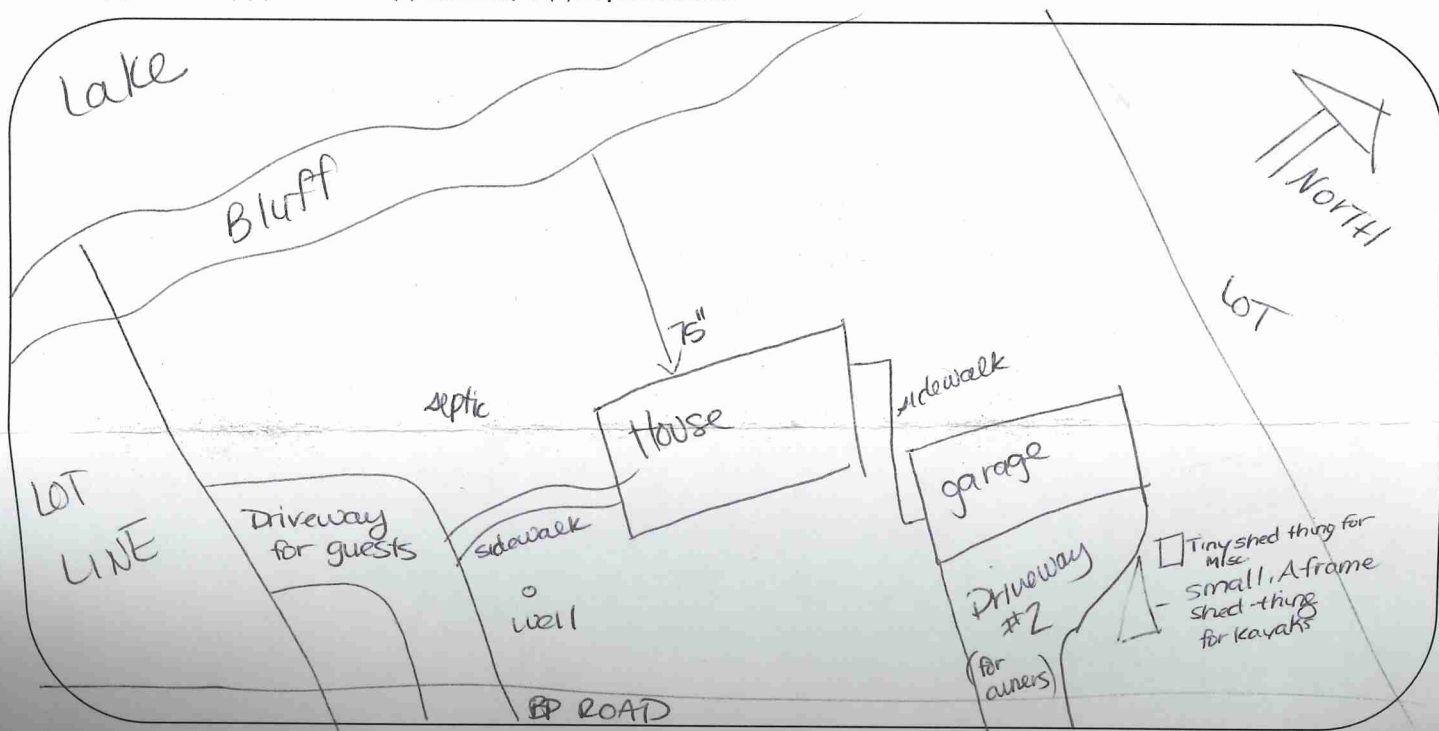 Lake
Bluff
NORTH
LOT
75"
sidewalk
septic
House
garage
LOT
LINE
Driveway
for guests
sidewalk
well
Driveway
#2
(for
owners)
Tiny shed thing for
misc
small, A-frame
shed-thing
for kayaks
BP ROAD